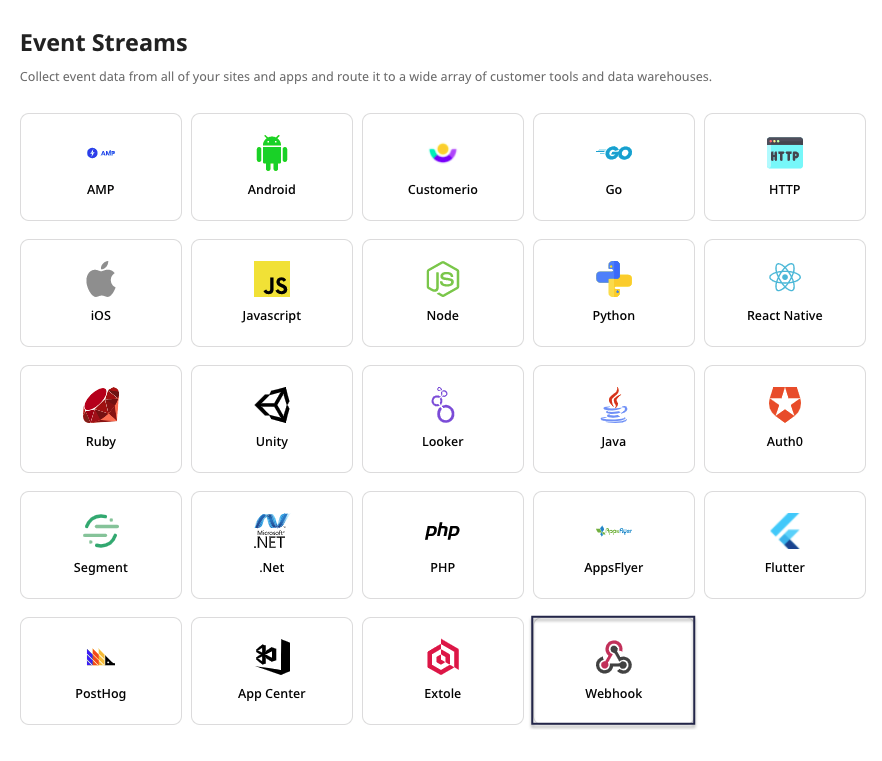 Event Streams
Collect event data from all of your sites and apps and route it to a wide array of customer tools and data warehouses.
AMP
AMP
Android
Customerio
GO
Go
HTTP
HTTP
iOS
JS
Javascript
JS
Node
Python
React Native
Ruby
Unity
Looker
Java
Auth0
Segment
Microsoft
.NET
.Net
php
PHP
AppsFlyer
AppsFlyer
Flutter
PostHog
App Center
Extole
Webhook